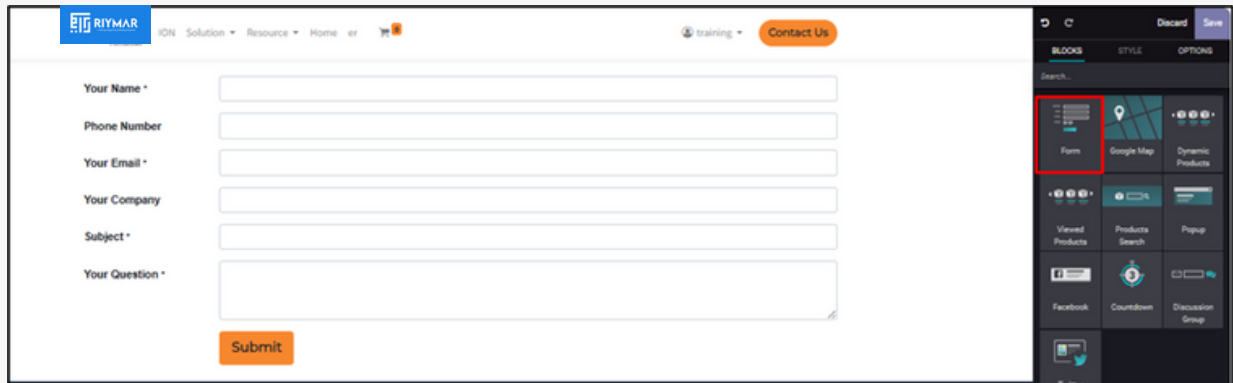 RIYMAR
ION Solution Resource Home er training Contact Us
Your Name *
Phone Number
Your Email *
Your Company
Subject *
Your Question *
Submit
Discard Save
BLOCKS STYLE OPTIONS
Search...
Form Google Map Dynamic Products
Viewed Products Products Search Popup
Facebook Countdown Discussion Group